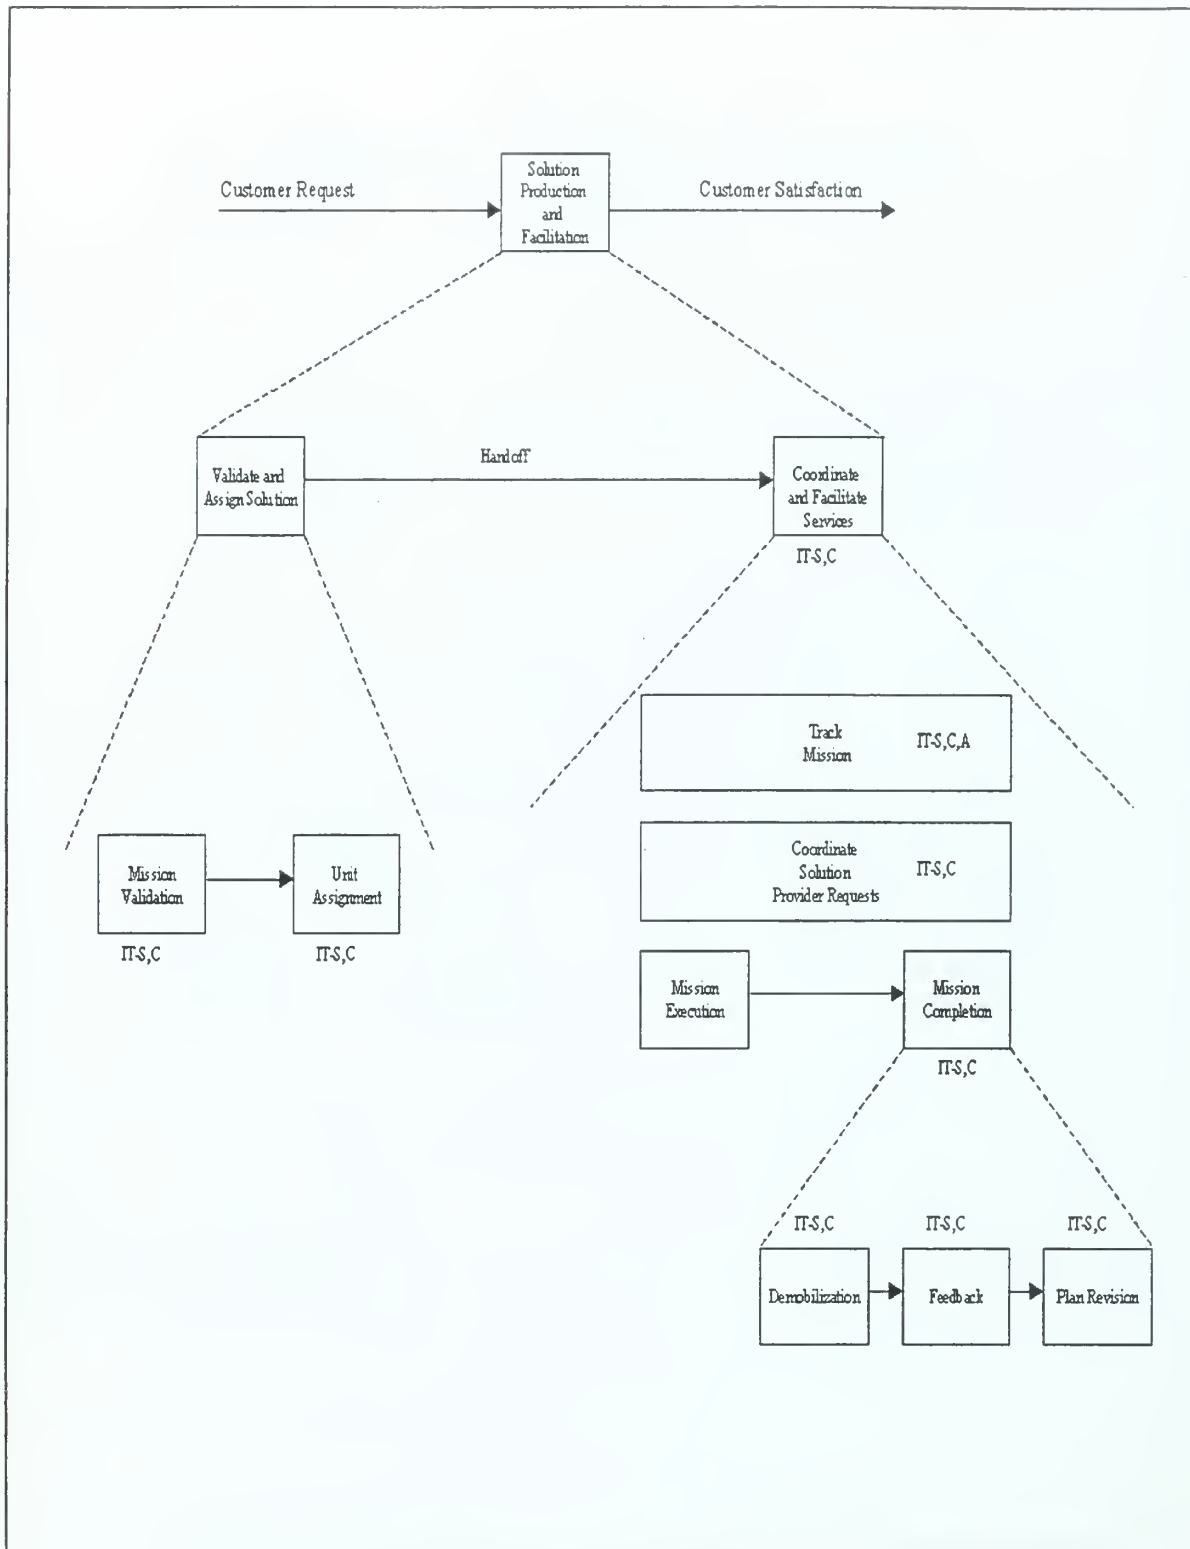 Customer Request
Solution
Production
and
Facilitation
Customer Satisfaction
Validate and
Assign Solution
Handoff
Coordinate
and Facilitate
Services
IT-S,C
Track
Mission
IT-S,C,A
Coordinate
Solution
Provider Requests
IT-S,C
Mission
Validation
IT-S,C
Unit
Assignment
IT-S,C
Mission
Execution
Mission
Completion
IT-S,C
IT-S,C
IT-S,C
IT-S,C
Demobilization
Feedback
Plan Revision